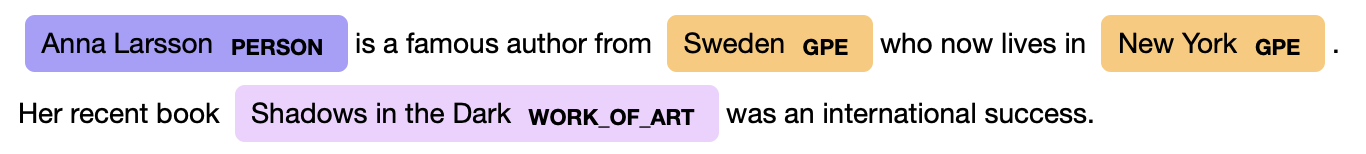 Anna Larsson PERSON is a famous author from Sweden GPE who now lives in New York GPE .
Her recent book Shadows in the Dark WORK_OF_ART was an international success.